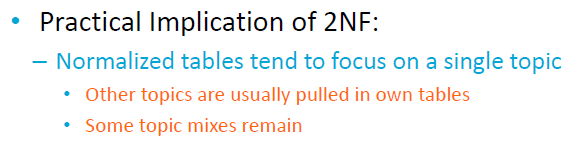 • Practical Implication of 2NF:
– Normalized tables tend to focus on a single topic
• Other topics are usually pulled in own tables
• Some topic mixes remain